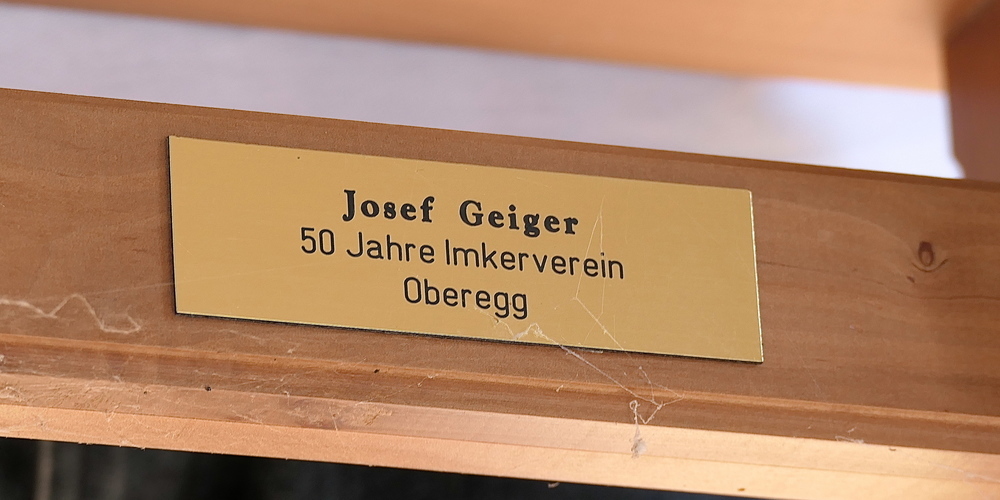 Josef Geiger
50 Jahre Imkerverein
Oberegg